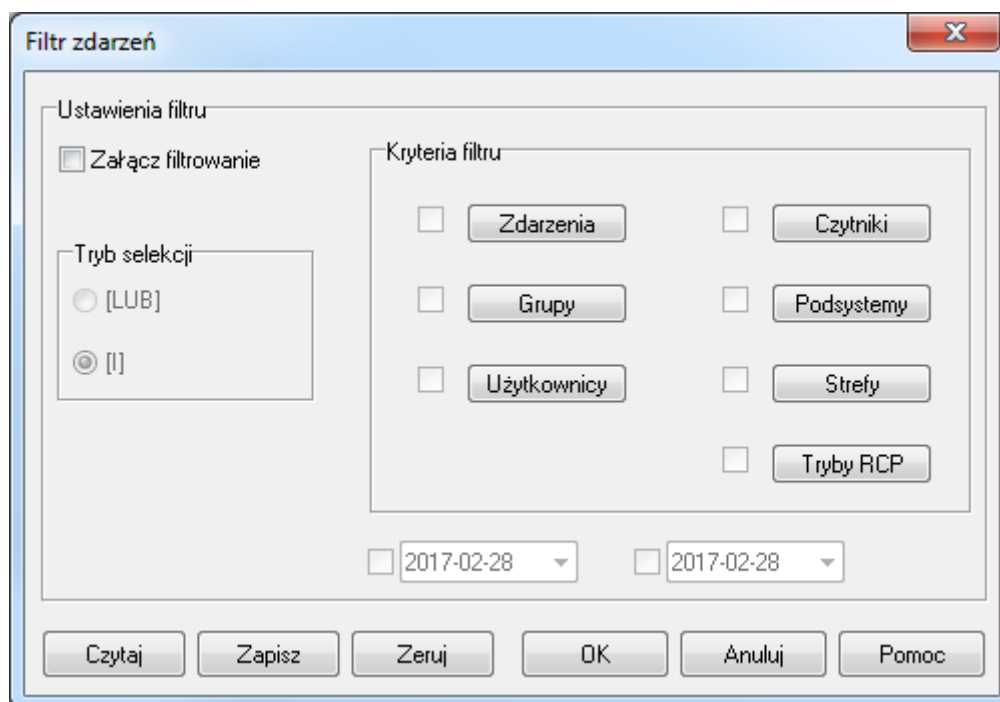 Filtr zdarzeń
Ustawienia filtru
Załącz filtrowanie
Kryteria filtru
Zdarzenia
Czytniki
Tryb selekcji
[LUB]
Grupy
Podsystemy
[I]
Użytkownicy
Strefy
Tryby RCP
2017-02-28
2017-02-28
Czytaj
Zapisz
Zeruj
OK
Anuluj
Pomoc